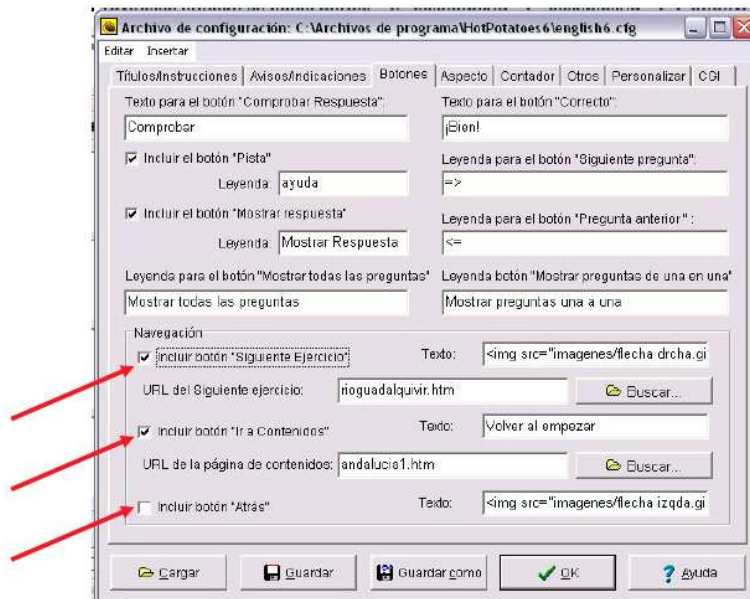 Archivo de configuración: C:\Archivos de programa\HotPotatoes6\english6.cfg
Editar Insertar
Títulos/Instrucciones Avisos/Indicaciones Botones Aspecto Contador Otros Personalizar CGI
Texto para el botón "Comprobar Respuesta": Texto para el botón "Correcto":
Comprobar ¡Bien!
Incluir el botón "Pista" Leyenda para el botón "Siguiente pregunta":
Leyenda: ayuda =>
Incluir el botón "Mostrar respuesta" Leyenda para el botón "Pregunta anterior" :
Leyenda: Mostrar Respuesta <=
Leyenda para el botón "Mostrar todas las preguntas" Leyenda botón "Mostrar preguntas de una en una"
Mostrar todas las preguntas Mostrar preguntas una a una
Navegación
Incluir botón "Siguiente Ejercicio" Texto: <img src="imagenes/flecha drcha.gi
URL del Siguiente ejercicio: rioguadalquivir.htm Buscar...
Incluir botón "Ir a Contenidos" Texto: Volver al empezar
URL de la página de contenidos: andalucia1.htm Buscar...
Incluir botón "Atrás" Texto: <img src="imagenes/flecha izqda.gi
Cargar Guardar Guardar como OK Ayuda